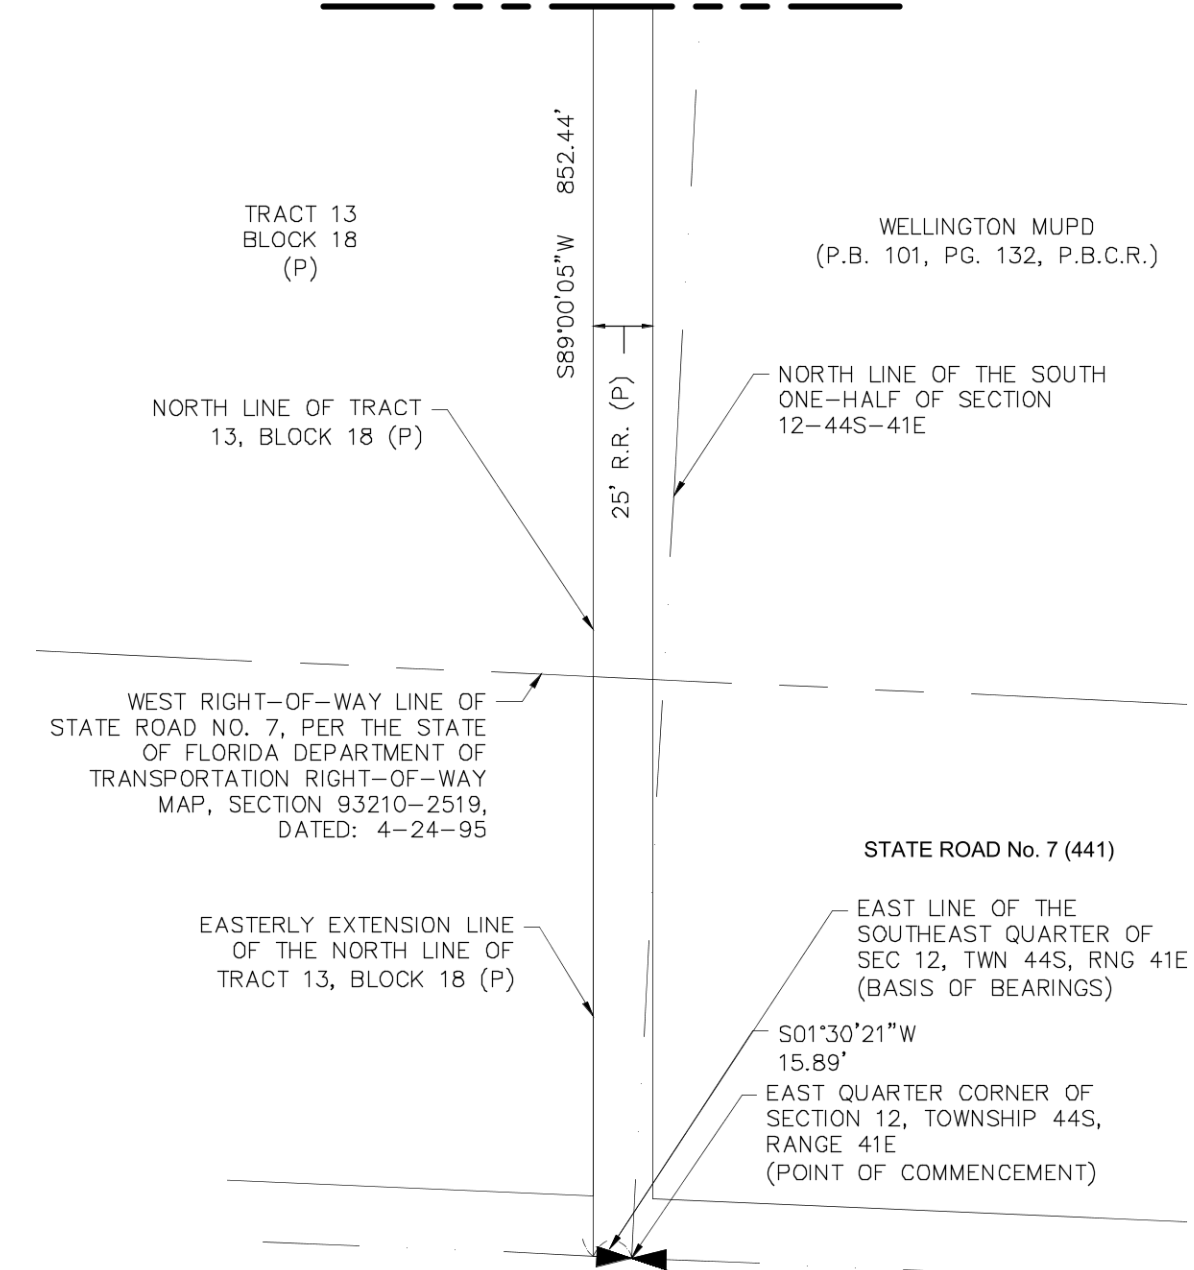 S89°00'05"W 852.44'
TRACT 13
BLOCK 18
(P)
WELLINGTON MUPD
(P.B. 101, PG. 132, P.B.C.R.)
25' R.R. (P)
NORTH LINE OF TRACT
13, BLOCK 18 (P)
NORTH LINE OF THE SOUTH
ONE-HALF OF SECTION
12-44S-41E
WEST RIGHT-OF-WAY LINE OF
STATE ROAD NO. 7, PER THE STATE
OF FLORIDA DEPARTMENT OF
TRANSPORTATION RIGHT-OF-WAY
MAP, SECTION 93210-2519,
DATED: 4-24-95
STATE ROAD No. 7 (441)
EASTERLY EXTENSION LINE
OF THE NORTH LINE OF
TRACT 13, BLOCK 18 (P)
EAST LINE OF THE
SOUTHEAST QUARTER OF
SEC 12, TWN 44S, RNG 41E
(BASIS OF BEARINGS)
S01°30'21"W
15.89'
EAST QUARTER CORNER OF
SECTION 12, TOWNSHIP 44S,
RANGE 41E
(POINT OF COMMENCEMENT)